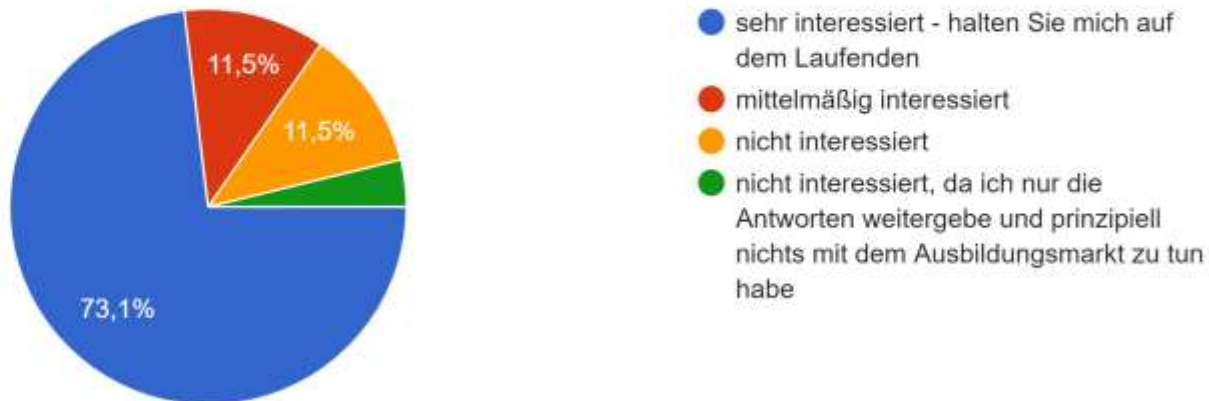 11,5%
11,5%
73,1%
sehr interessiert - halten Sie mich auf
dem Laufenden
mittelmäßig interessiert
nicht interessiert
nicht interessiert, da ich nur die
Antworten weitergebe und prinzipiell
nichts mit dem Ausbildungsmarkt zu tun
habe